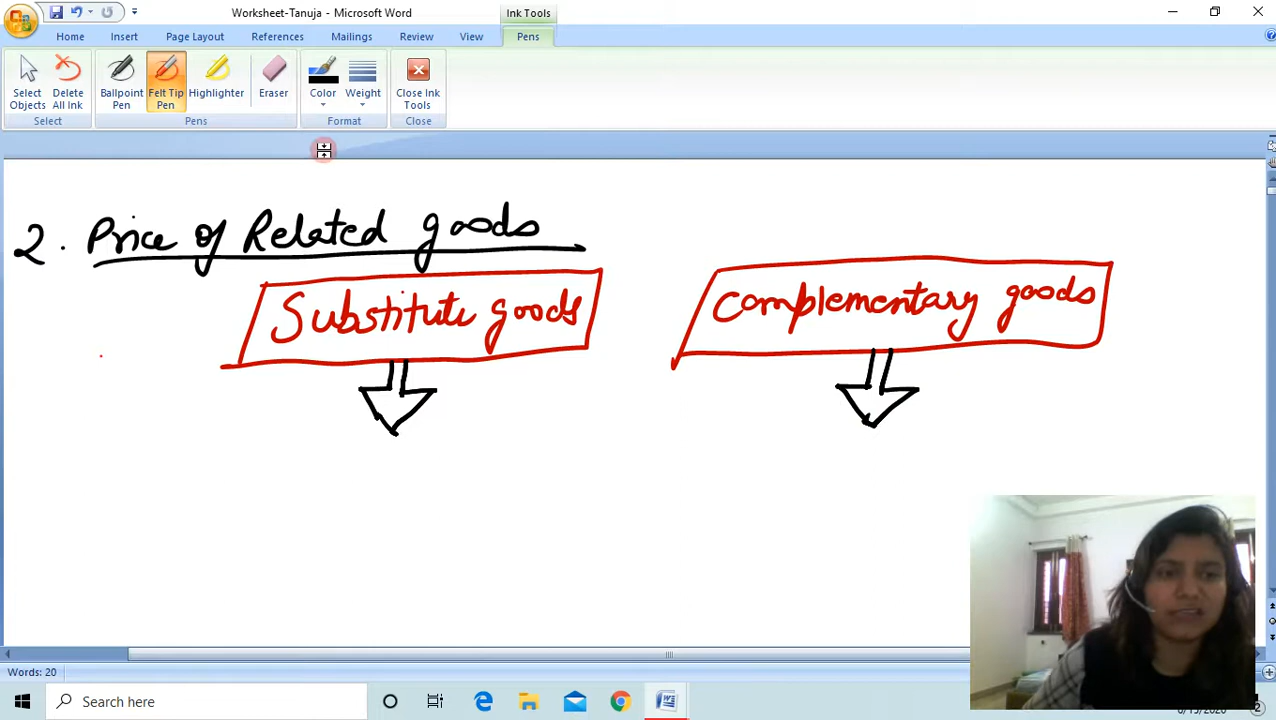 Worksheet-Tanuja - Microsoft Word
Ink Tools
Home Insert Page Layout References Mailings Review View Pens
Select Objects
Delete All Ink
Ballpoint Pen
Felt Tip Pen
Highlighter
Eraser
Color
Weight
Close Ink Tools
Select Pens Format Close
2. Price of Related goods
Substitute goods
Complementary goods
Words: 20
Search here